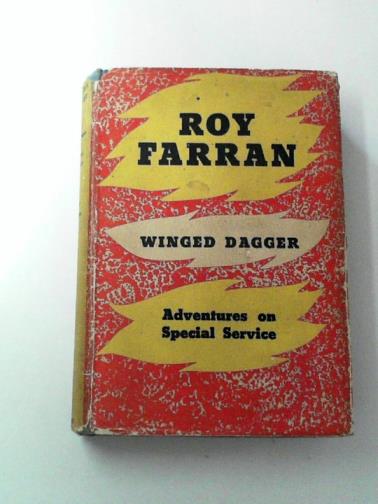 ROY
FARRAN
WINGED DAGGER
Adventures on
Special Service